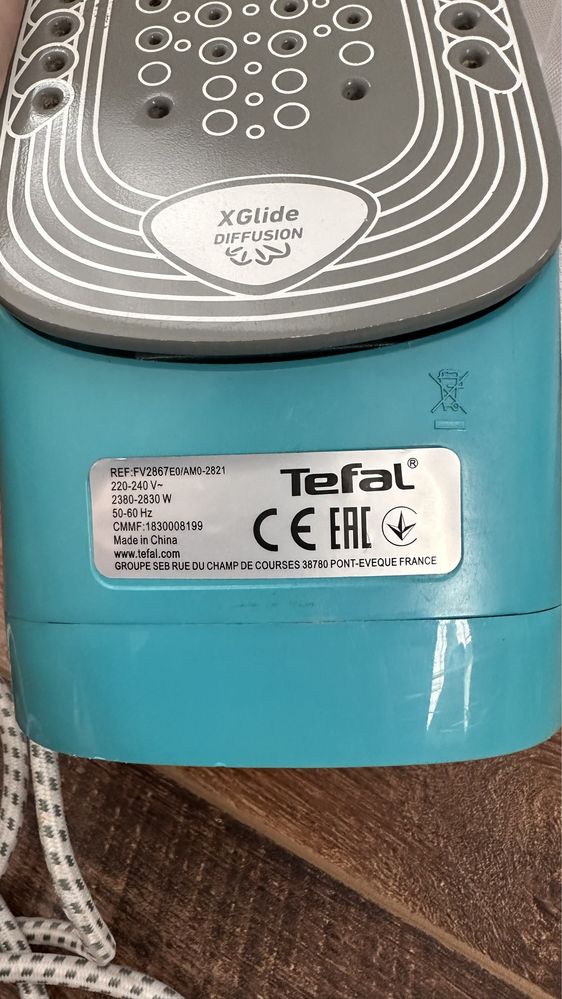 XGlide
DIFFUSION
REF:FV2867E0/AM0-2821
220-240 V~
2380-2830 W
50-60 Hz
CMMF:1830008199
Made in China
www.tefal.com
Tefal®
CE EAC
GROUPE SEB RUE DU CHAMP DE COURSES 38780 PONT-EVEQUE FRANCE